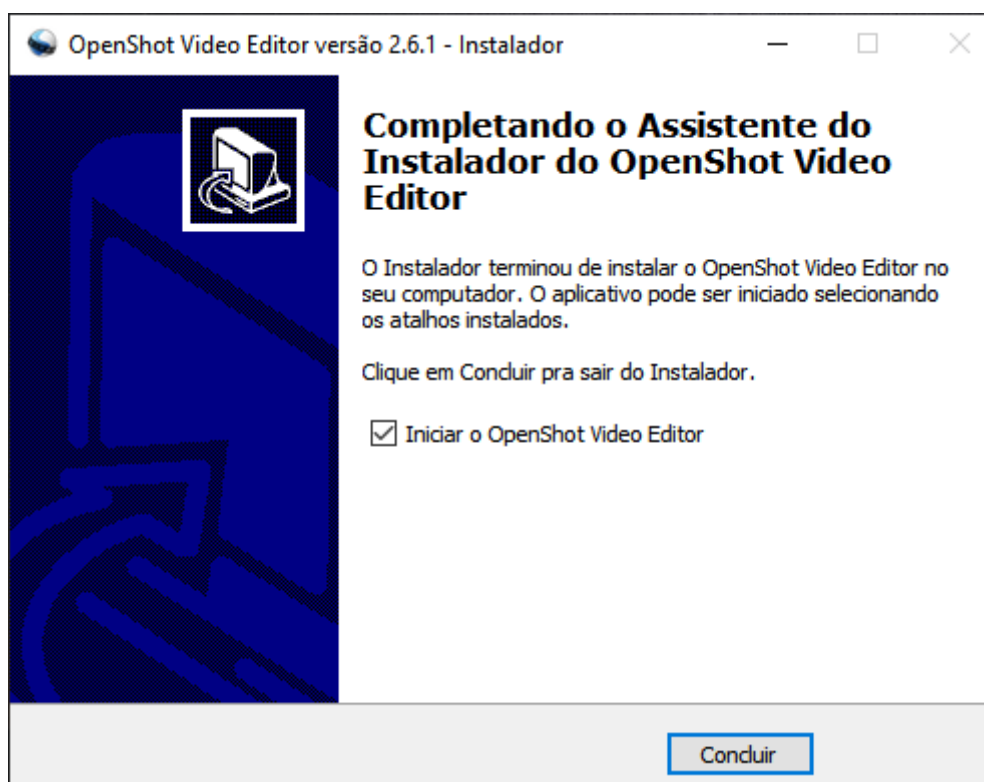 OpenShot Video Editor versão 2.6.1 - Instalador
Completando o Assistente do
Instalador do OpenShot Video
Editor
O Instalador terminou de instalar o OpenShot Video Editor no
seu computador. O aplicativo pode ser iniciado selecionando
os atalhos instalados.
Clique em Concluir pra sair do Instalador.
Iniciar o OpenShot Video Editor
Concluir